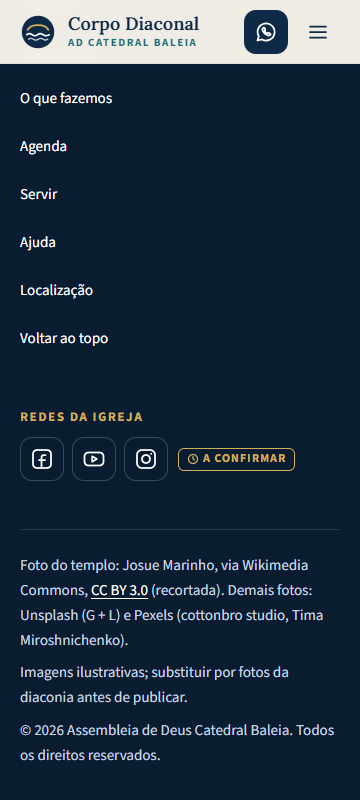 Corpo Diaconal
AD CATEDRAL BALEIA
O que fazemos
Agenda
Servir
Ajuda
Localização
Voltar ao topo
REDES DA IGREJA
A CONFIRMAR
Foto do templo: Josue Marinho, via Wikimedia
Commons, CC BY 3.0 (recortada). Demais fotos:
Unsplash (G + L) e Pexels (cottonbro studio, Tima
Miroshnichenko).
Imagens ilustrativas; substituir por fotos da
diaconia antes de publicar.
© 2026 Assembleia de Deus Catedral Baleia. Todos
os direitos reservados.